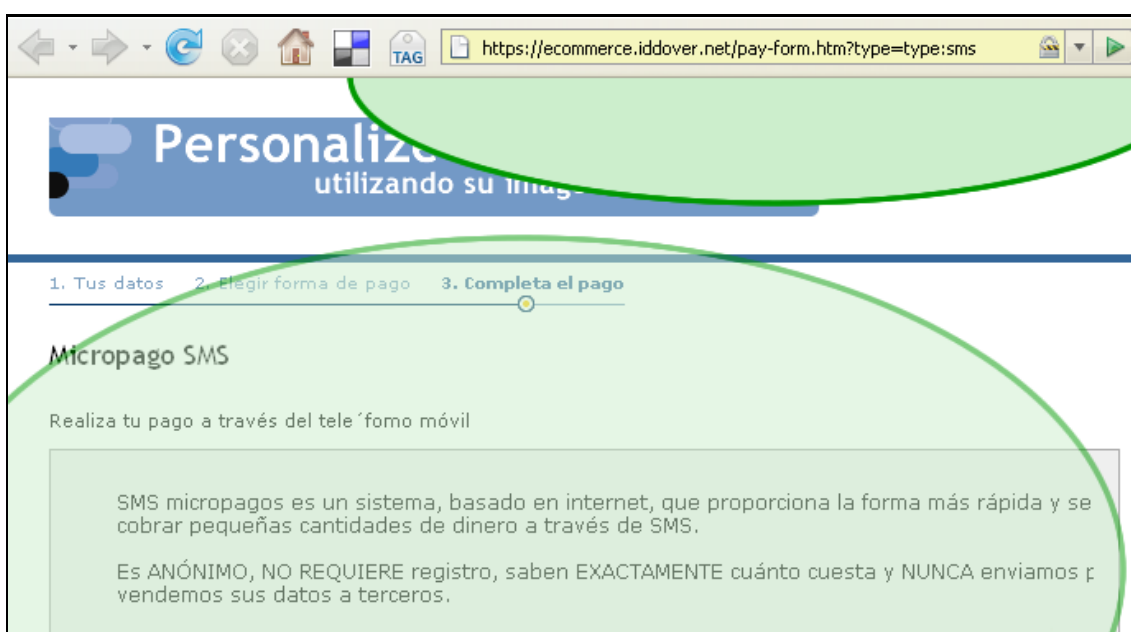 TAG
https://ecommerce.iddover.net/pay-form.htm?type=type:sms
Personalize
utilizando su
1. Tus datos 2. Elegir forma de pago 3. Completa el pago
Micropago SMS
Realiza tu pago a través del tele´fomo móvil
SMS micropagos es un sistema, basado en internet, que proporciona la forma más rápida y se
cobrar pequeñas cantidades de dinero a través de SMS.
Es ANÓNIMO, NO REQUIERE registro, saben EXACTAMENTE cuánto cuesta y NUNCA enviamos p
vendemos sus datos a terceros.